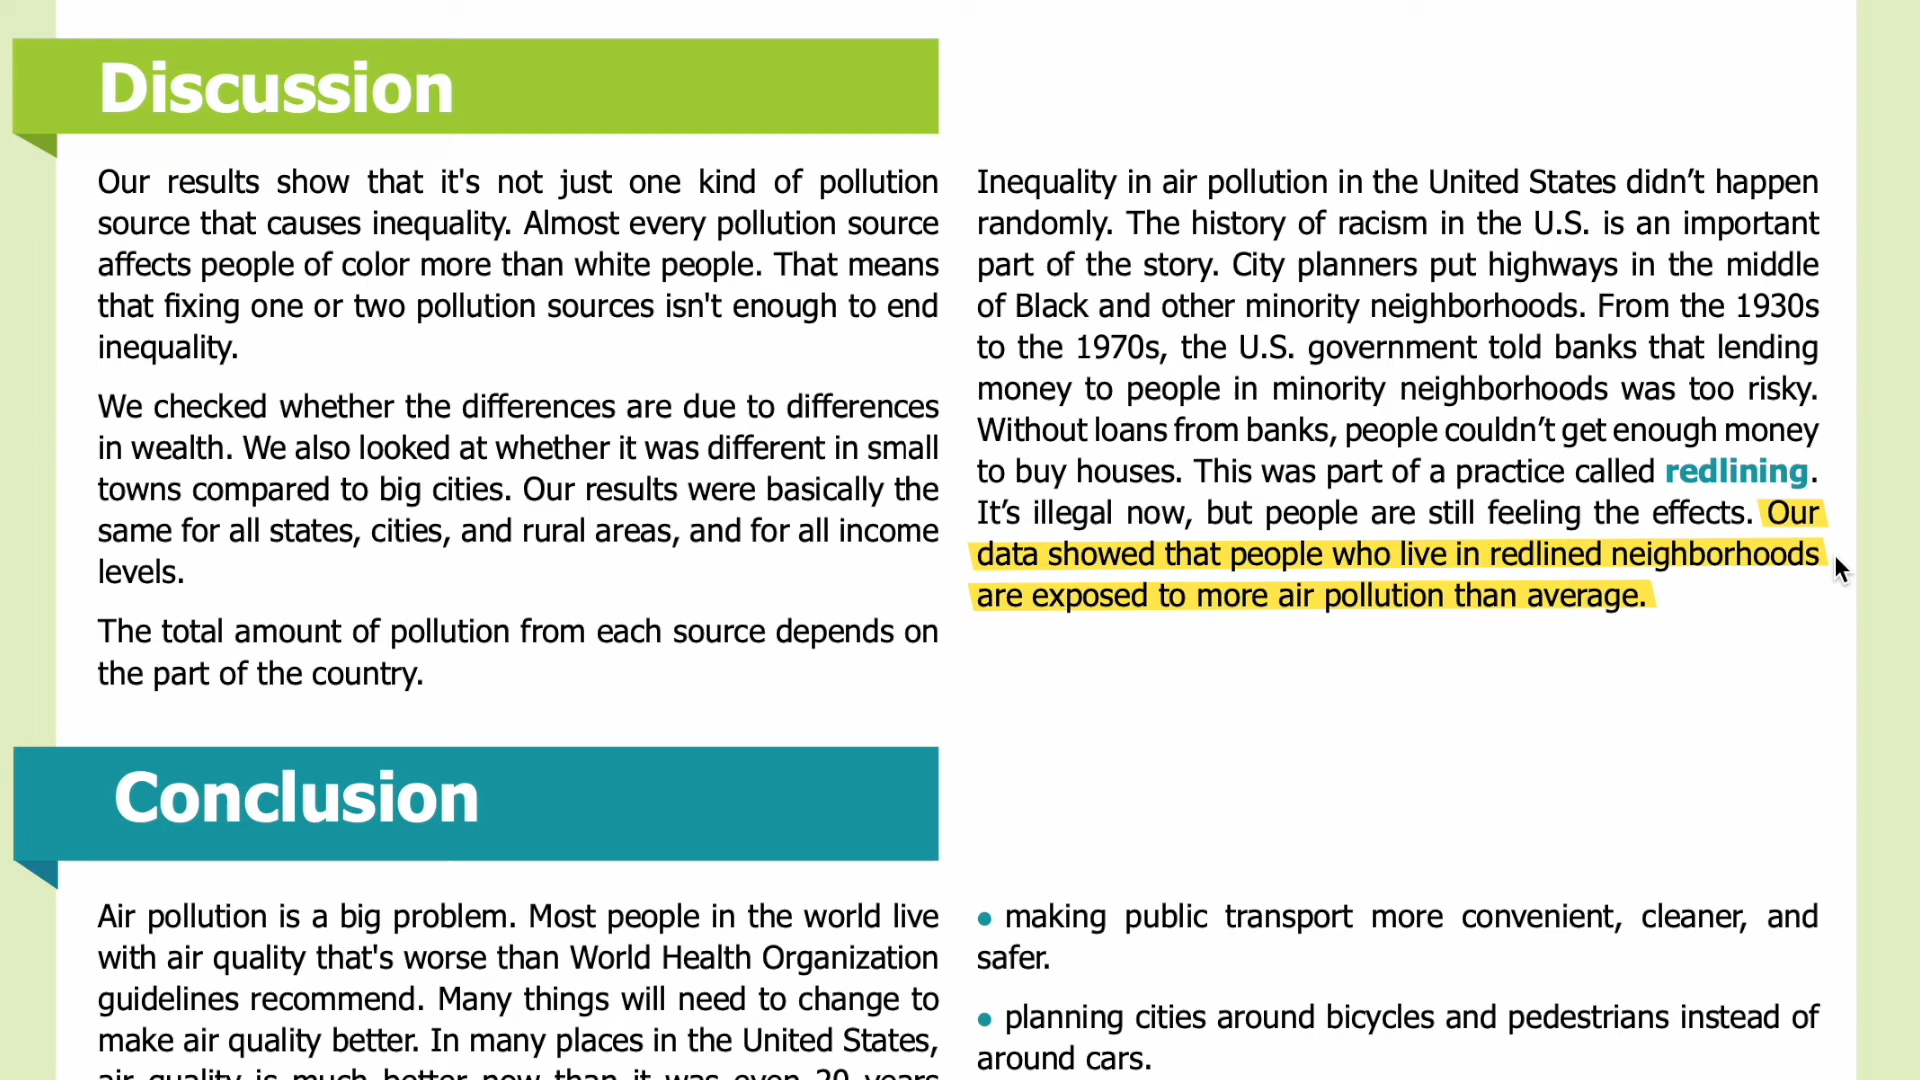 Discussion
Our results show that it's not just one kind of pollution
source that causes inequality. Almost every pollution source
affects people of color more than white people. That means
that fixing one or two pollution sources isn't enough to end
inequality.
We checked whether the differences are due to differences
in wealth. We also looked at whether it was different in small
towns compared to big cities. Our results were basically the
same for all states, cities, and rural areas, and for all income
levels.
The total amount of pollution from each source depends on
the part of the country.
Inequality in air pollution in the United States didn’t happen
randomly. The history of racism in the U.S. is an important
part of the story. City planners put highways in the middle
of Black and other minority neighborhoods. From the 1930s
to the 1970s, the U.S. government told banks that lending
money to people in minority neighborhoods was too risky.
Without loans from banks, people couldn’t get enough money
to buy houses. This was part of a practice called redlining.
It’s illegal now, but people are still feeling the effects. Our
data showed that people who live in redlined neighborhoods
are exposed to more air pollution than average.
Conclusion
Air pollution is a big problem. Most people in the world live
with air quality that's worse than World Health Organization
guidelines recommend. Many things will need to change to
make air quality better. In many places in the United States,
air quality is much better now than it was even 20 years
• making public transport more convenient, cleaner, and
safer.
• planning cities around bicycles and pedestrians instead of
around cars.